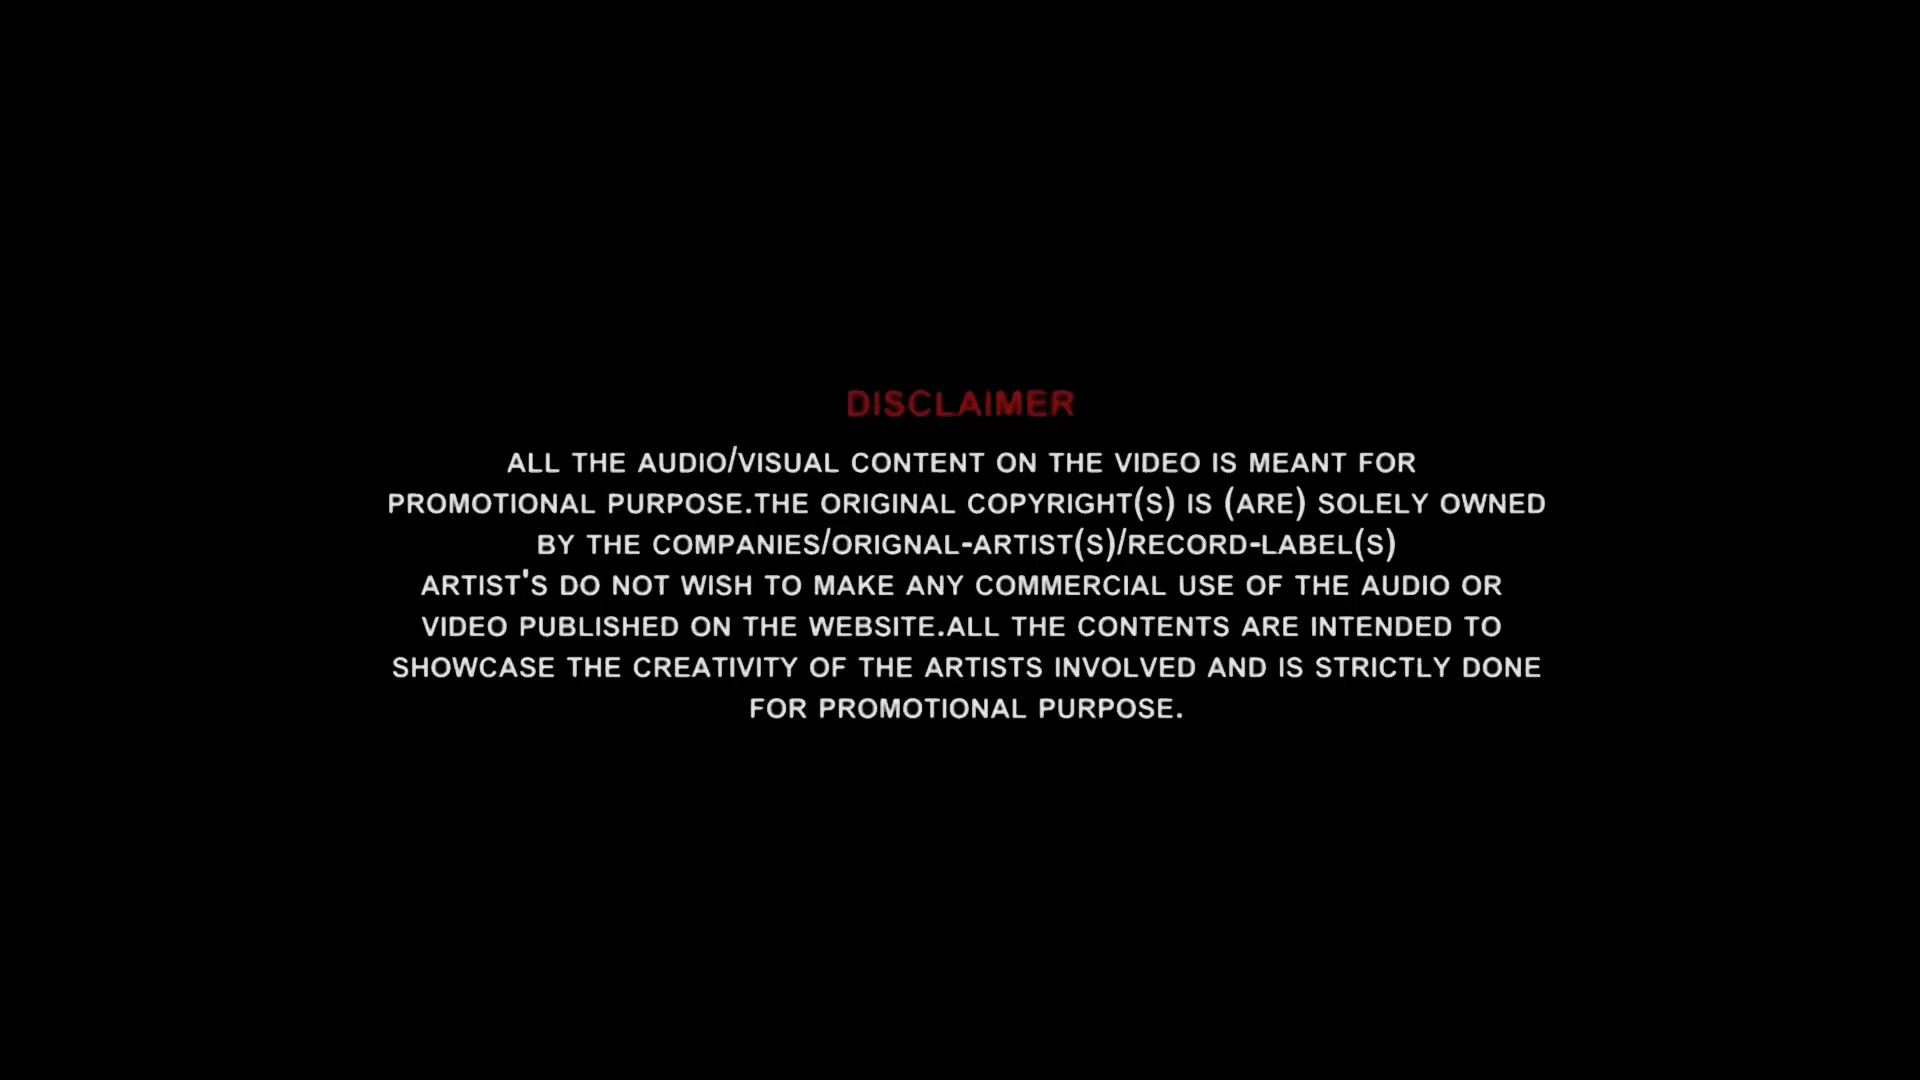 DISCLAIMER
ALL THE AUDIO/VISUAL CONTENT ON THE VIDEO IS MEANT FOR
PROMOTIONAL PURPOSE.THE ORIGINAL COPYRIGHT(S) IS (ARE) SOLELY OWNED
BY THE COMPANIES/ORIGNAL-ARTIST(S)/RECORD-LABEL(S)
ARTIST'S DO NOT WISH TO MAKE ANY COMMERCIAL USE OF THE AUDIO OR
VIDEO PUBLISHED ON THE WEBSITE.ALL THE CONTENTS ARE INTENDED TO
SHOWCASE THE CREATIVITY OF THE ARTISTS INVOLVED AND IS STRICTLY DONE
FOR PROMOTIONAL PURPOSE.